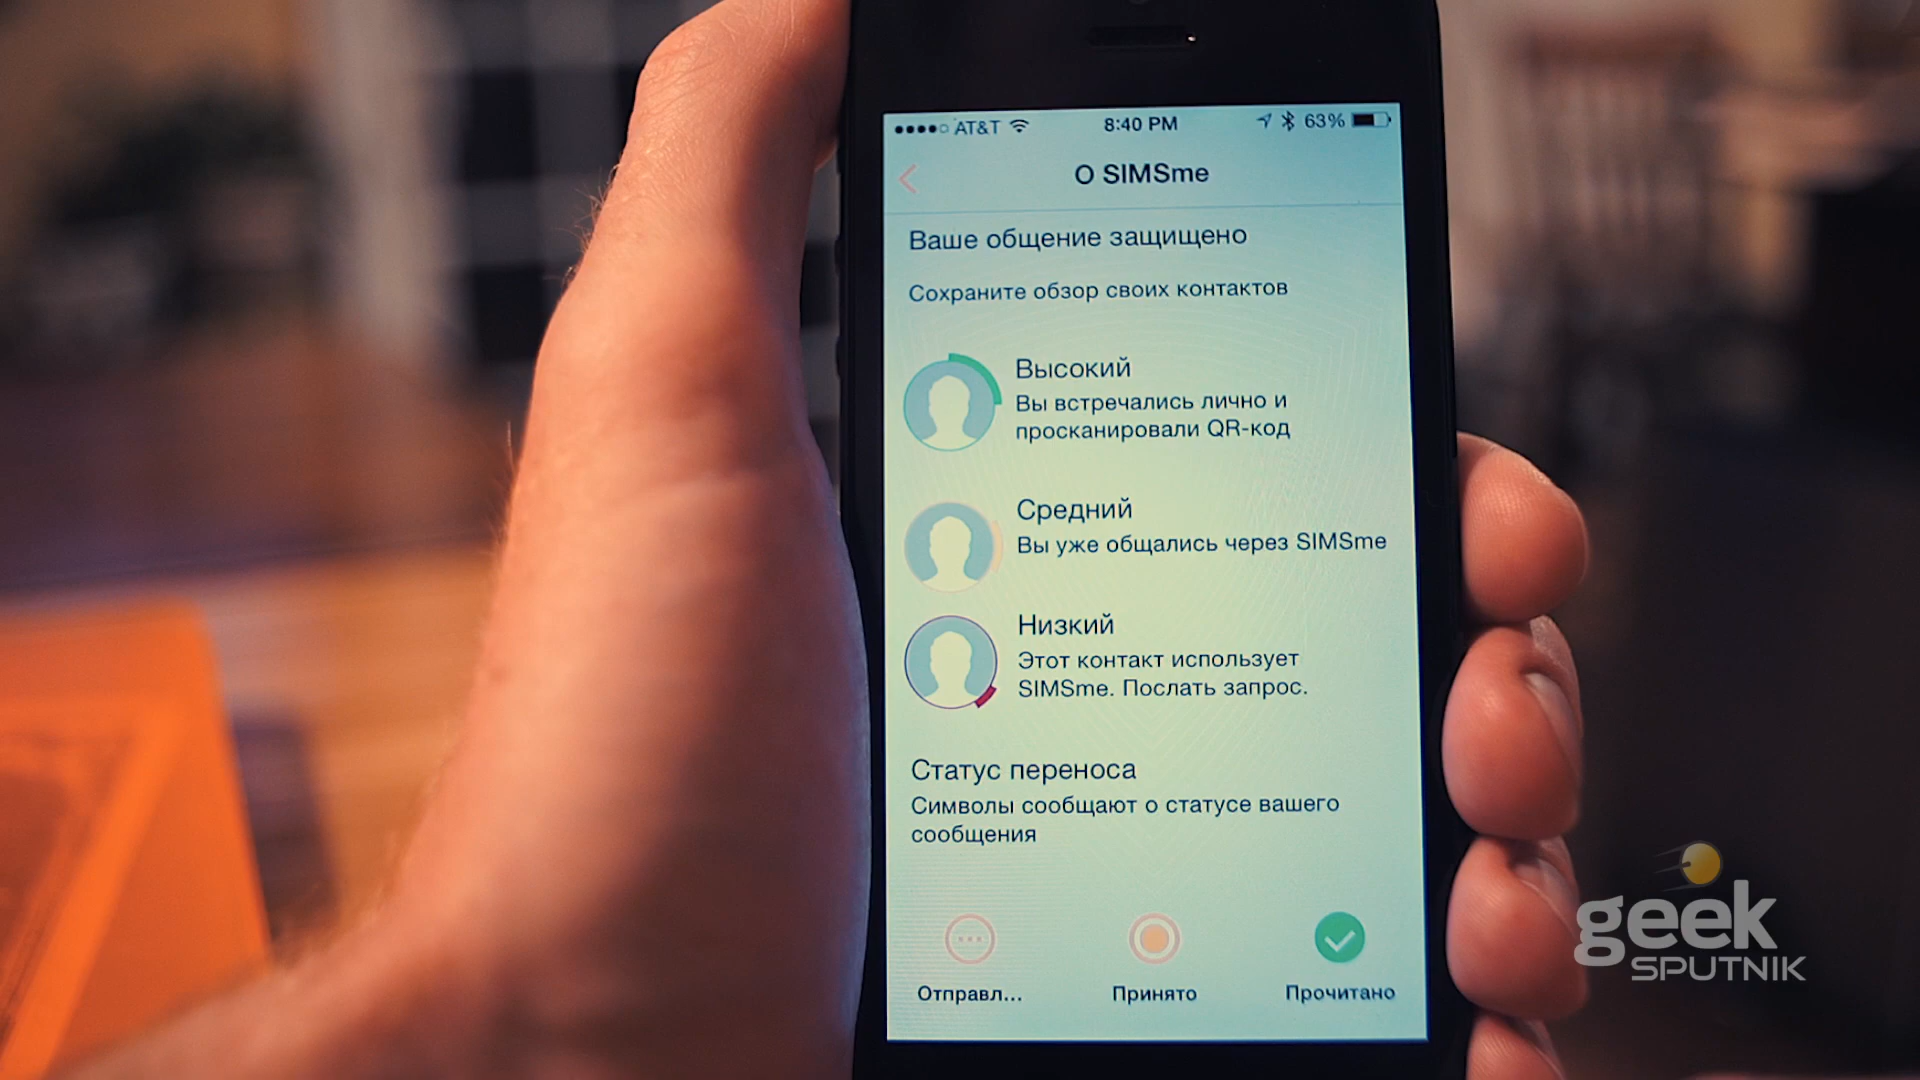 AT&T 8:40 PM 63%
О SIMSme
Ваше общение защищено
Сохраните обзор своих контактов
Высокий
Вы встречались лично и
просканировали QR-код
Средний
Вы уже общались через SIMSme
Низкий
Этот контакт использует
SIMSme. Послать запрос.
Статус переноса
Символы сообщают о статусе вашего
сообщения
Отправл... Принято Прочитано
geek
SPUTNIK